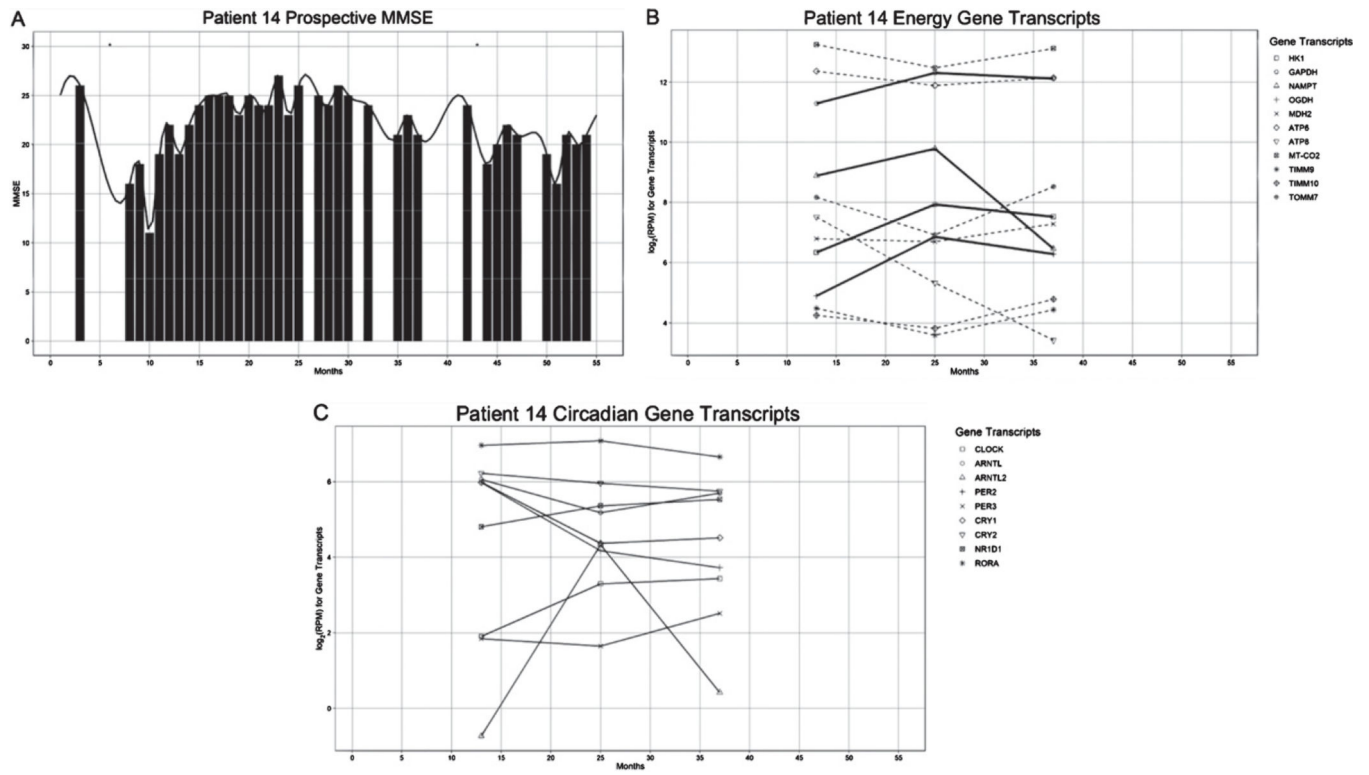 A
Patient 14 Prospective MMSE
30
25
20
15
10
5
0
MMSE
0 5 10 15 20 25 30 35 40 45 50 55
Months
B
Patient 14 Energy Gene Transcripts
12
10
8
6
4
log2(RPM) for Gene Transcripts
0 5 10 15 20 25 30 35 40 45 50 55
Months
Gene Transcripts
HK1
GAPDH
NAMPT
OGDH
MDH2
ATP6
ATP8
MT-CO2
TIMM9
TIMM10
TOMM7
C
Patient 14 Circadian Gene Transcripts
6
4
2
0
log2(RPM) for Gene Transcripts
0 5 10 15 20 25 30 35 40 45 50 55
Months
Gene Transcripts
CLOCK
ARNTL
ARNTL2
PER2
PER3
CRY1
CRY2
NR1D1
RORA